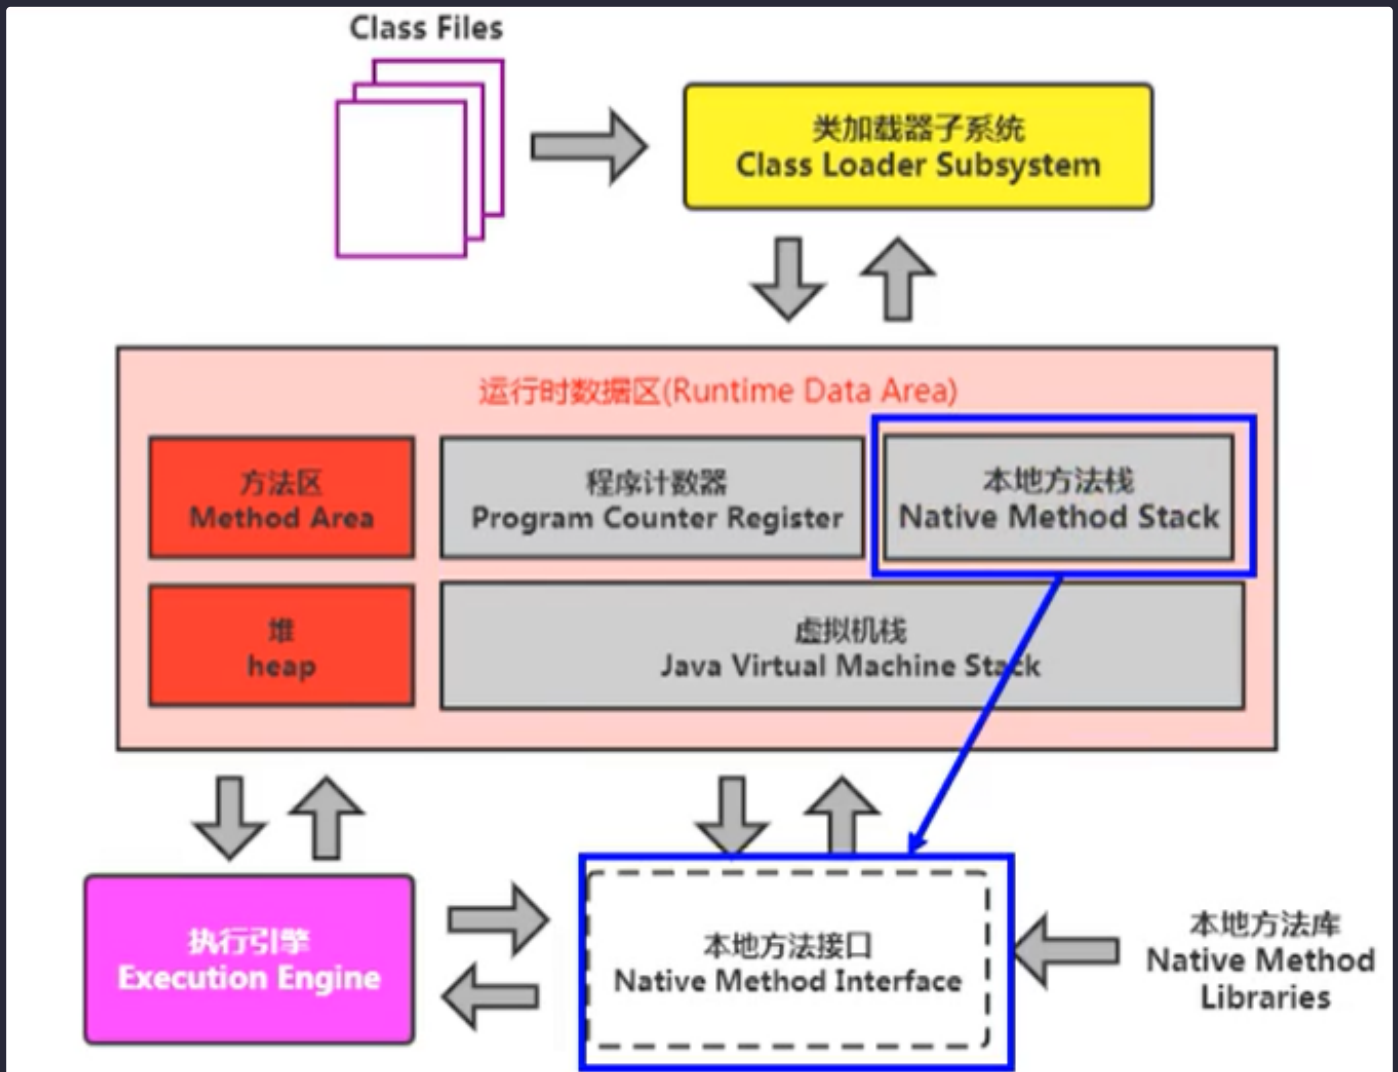 Class Files
类加载器子系统
Class Loader Subsystem
运行时数据区(Runtime Data Area)
方法区
Method Area
程序计数器
Program Counter Register
本地方法栈
Native Method Stack
堆
heap
虚拟机栈
Java Virtual Machine Stack
执行引擎
Execution Engine
本地方法接口
Native Method Interface
本地方法库
Native Method
Libraries